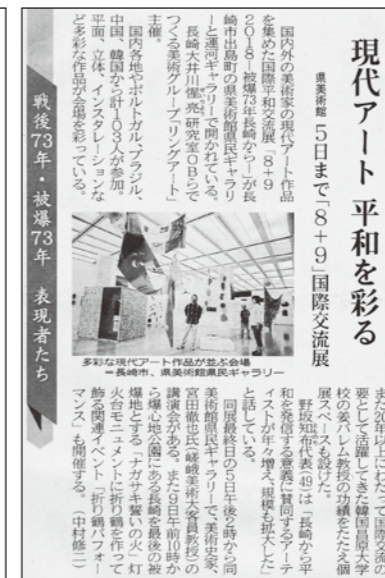 現代アート 平和を彩る
県美術館 5日まで「8+9」国際交流展
国内外の美術家の現代アート作品
を集めた国際平和交流展「8+9
2018―被爆73年長崎から―」が長
崎市出島町の県美術館県民ギャラリ
ーと運河ギャラリーで開かれている。
長崎大井川惺亮研究室OBらで
つくる美術グループ「リングアート」
主催。
国内各地やポルトガル、ブラジル、
中国、韓国から計103人が参加。
平面、立体、インスタレーションな
ど多彩な作品が会場を彩っている。
多彩な現代アート作品が並ぶ会場
=長崎市、県美術館県民ギャラリー
また20年以上にわたって国際交流の
要として活躍してきた韓国昌原大学
校の姜パレム教授の功績をたたえ個
展スペースも設けた。
野坂知布代表(49)は「長崎から平
和を発信する意義に賛同するアーテ
ィストが年々増え、規模も拡大した」
と話している。
同展最終日の5日午後2時から同
美術館県民ギャラリーで、美術史家、
宮田徹也氏(嵯峨美術大客員教授)の
講演会がある。また9日午前10時か
ら爆心地公園にある長崎を最後の被
爆地とする「ナガサキ誓いの火」灯
火台モニュメントに折り鶴を作って
飾る関連イベント「折り鶴パフォー
マンス」も開催する。 (中村修二)
戦後73年・被爆73年 表現者たち